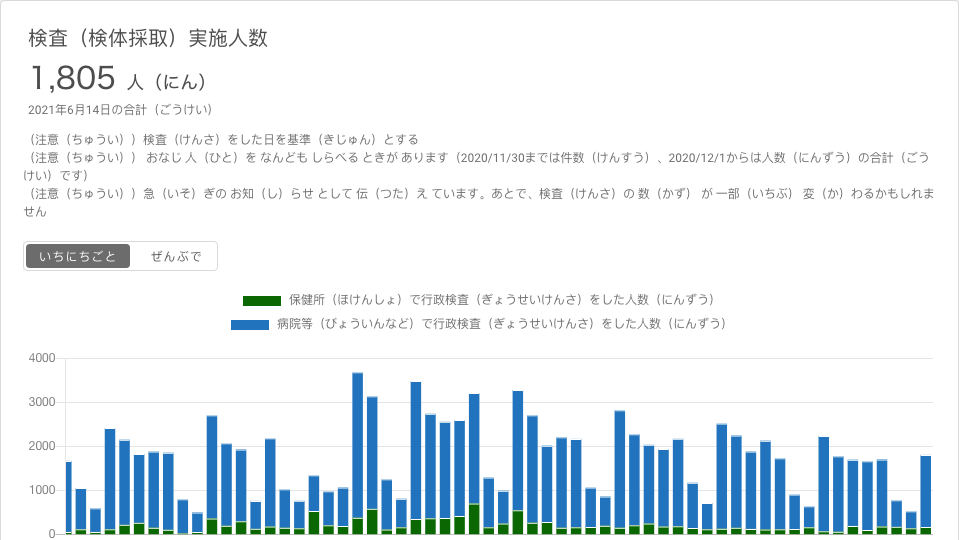 検査（検体採取）実施人数
1,805 人（にん）
2021年6月14日の合計（ごうけい）
（注意（ちゅうい））検査（けんさ）をした日を基準（きじゅん）とする
（注意（ちゅうい）） おなじ 人（ひと）を なんども しらべる ときが あります（2020/11/30までは件数（けんすう）、2020/12/1からは人数（にんずう）の合計（ごう
けい）です）
（注意（ちゅうい））急（いそ）ぎの お知（し）らせ として 伝（つた）え ています。あとで、検査（けんさ）の 数（かず） が 一部（いちぶ） 変（か）わるかもしれま
せん
いちにちごと ぜんぶで
保健所（ほけんしょ）で行政検査（ぎょうせいけんさ）をした人数（にんずう）
病院等（びょういんなど）で行政検査（ぎょうせいけんさ）をした人数（にんずう）
4000
3000
2000
1000
0